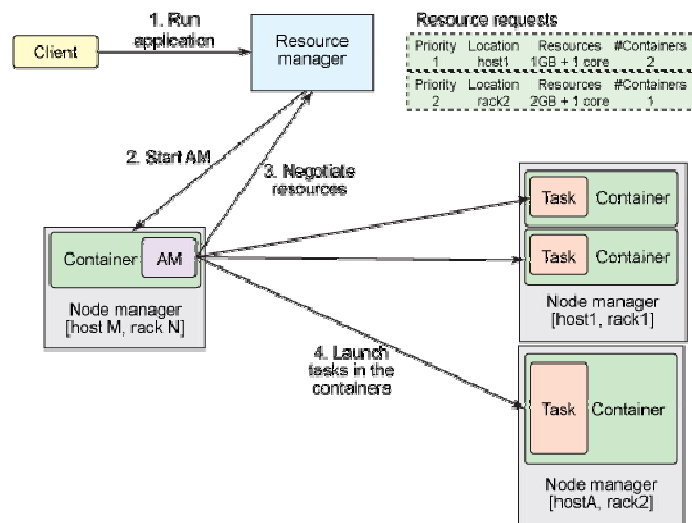 1. Run
application
Client
Resource
manager
Resource requests
Priority Location Resources #Containers
1 host1 1GB + 1 core 2
Priority Location Resources #Containers
2 rack2 2GB + 1 core 1
2. Start AM
3. Negotiate
resources
Container AM
Node manager
[host M, rack N]
Task Container
Task Container
Node manager
[host1, rack1]
4. Launch
tasks in the
containers
Task Container
Node manager
[hostA, rack2]